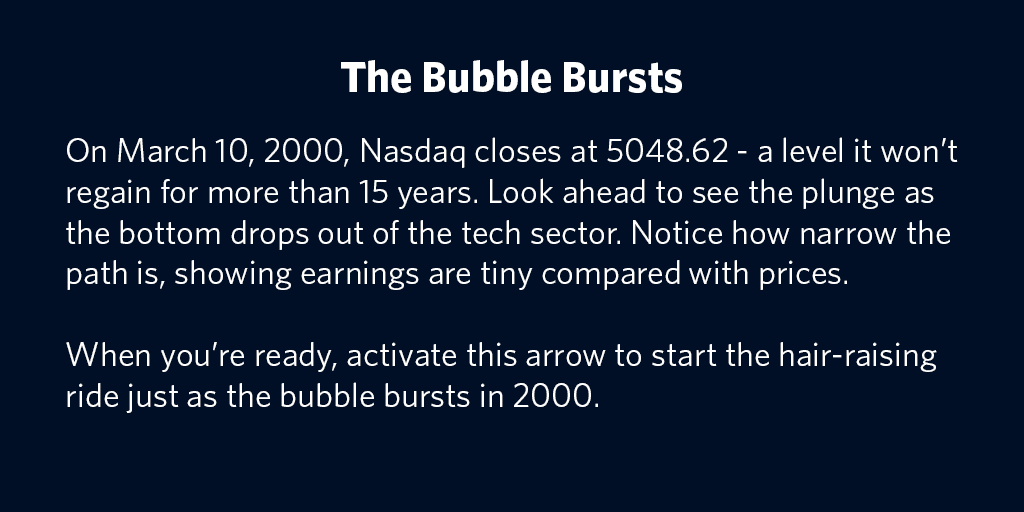 The Bubble Bursts
On March 10, 2000, Nasdaq closes at 5048.62 - a level it won’t
regain for more than 15 years. Look ahead to see the plunge as
the bottom drops out of the tech sector. Notice how narrow the
path is, showing earnings are tiny compared with prices.
When you’re ready, activate this arrow to start the hair-raising
ride just as the bubble bursts in 2000.